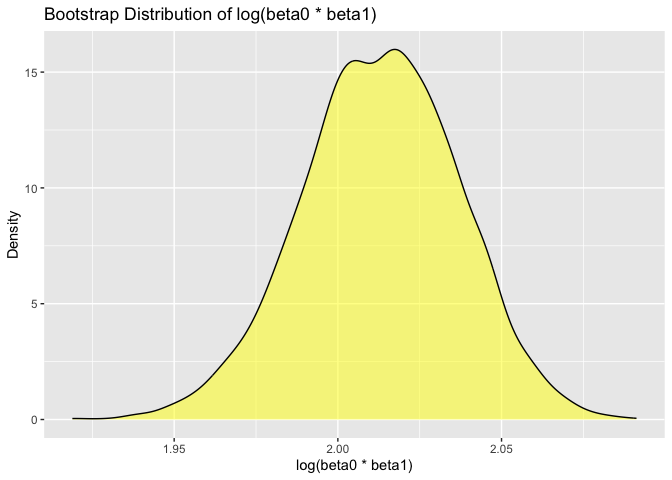 Bootstrap Distribution of log(beta0 * beta1)
15
10
5
0
Density
1.95
2.00
2.05
log(beta0 * beta1)